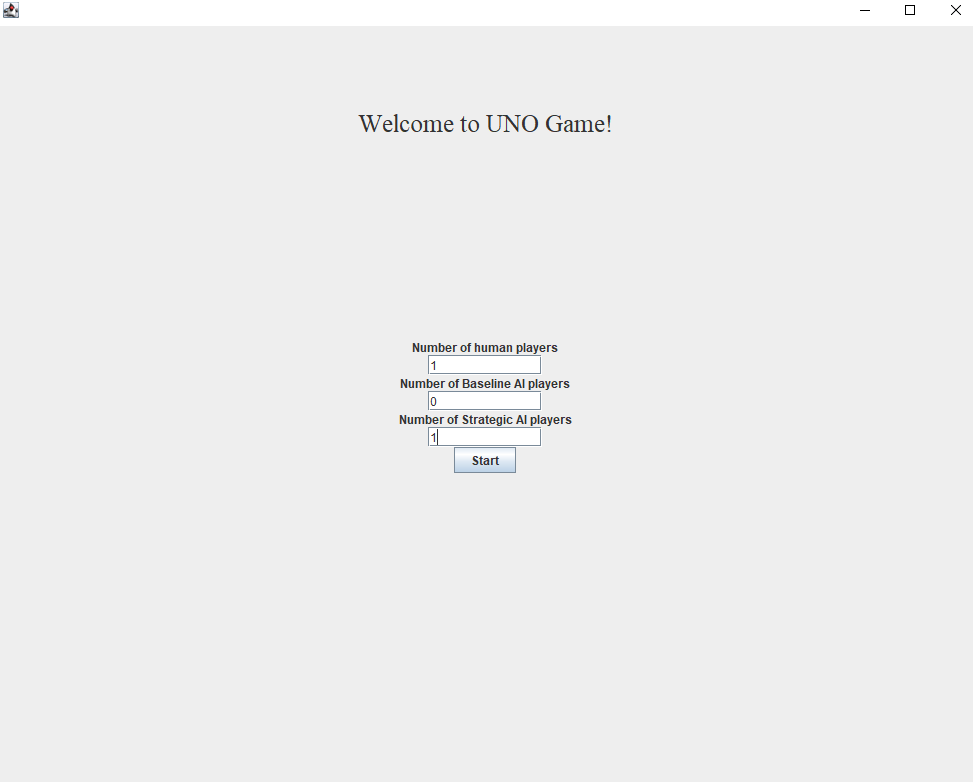 Welcome to UNO Game!
Number of human players
1
Number of Baseline AI players
0
Number of Strategic AI players
1
Start